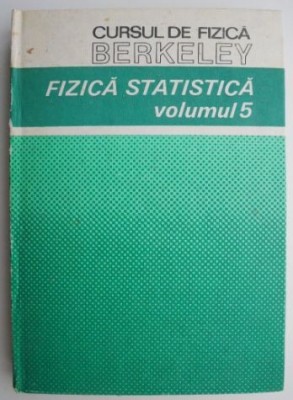 CURSUL DE FIZICĂ
BERKELEY
FIZICĂ STATISTICĂ
volumul 5